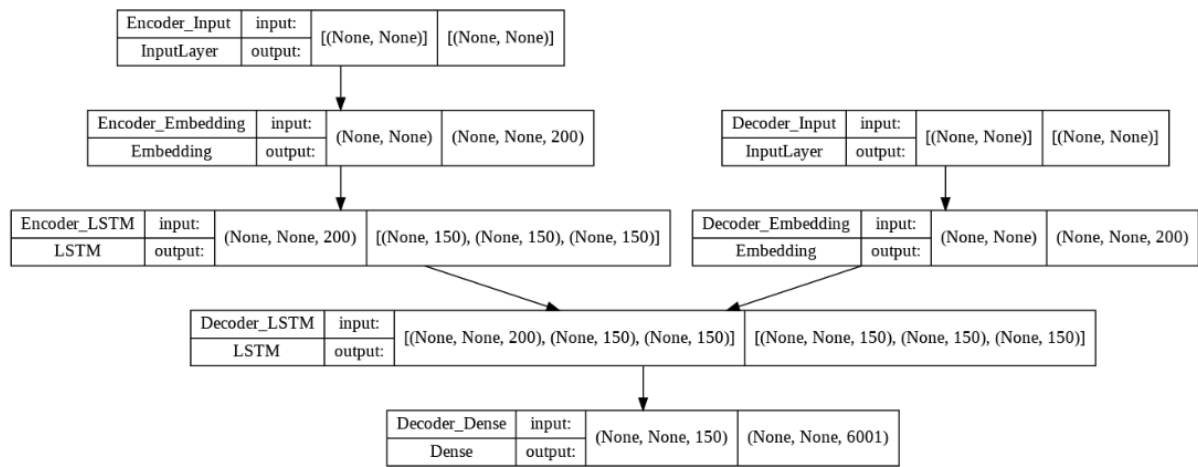 Encoder_Input input: [(None, None)] [(None, None)]
InputLayer output:
Encoder_Embedding input: (None, None) (None, None, 200)
Embedding output:
Decoder_Input input: [(None, None)] [(None, None)]
InputLayer output:
Encoder_LSTM input: (None, None, 200) [(None, 150), (None, 150), (None, 150)]
LSTM output:
Decoder_Embedding input: (None, None) (None, None, 200)
Embedding output:
Decoder_LSTM input: [(None, None, 200), (None, 150), (None, 150)] [(None, None, 150), (None, 150), (None, 150)]
LSTM output:
Decoder_Dense input: (None, None, 150) (None, None, 6001)
Dense output: